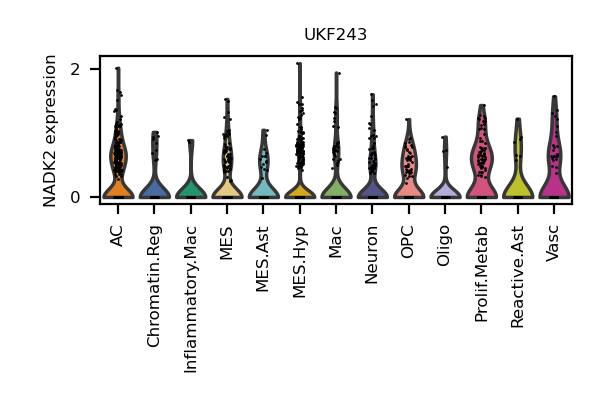 UKF243
NADK2 expression
2
0
AC
Chromatin.Reg
Inflammatory.Mac
MES
MES.Ast
MES.Hyp
Mac
Neuron
OPC
Oligo
Prolif.Metab
Reactive.Ast
Vasc